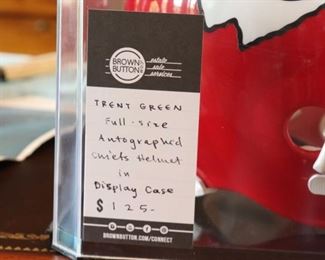 BROWN
BUTTON
estate
sale
services
TRENT GREEN
Full-size
Autographed
Chiefs Helmet
in
Display Case
$125-
BROWNBUTTON.COM/CONNECT